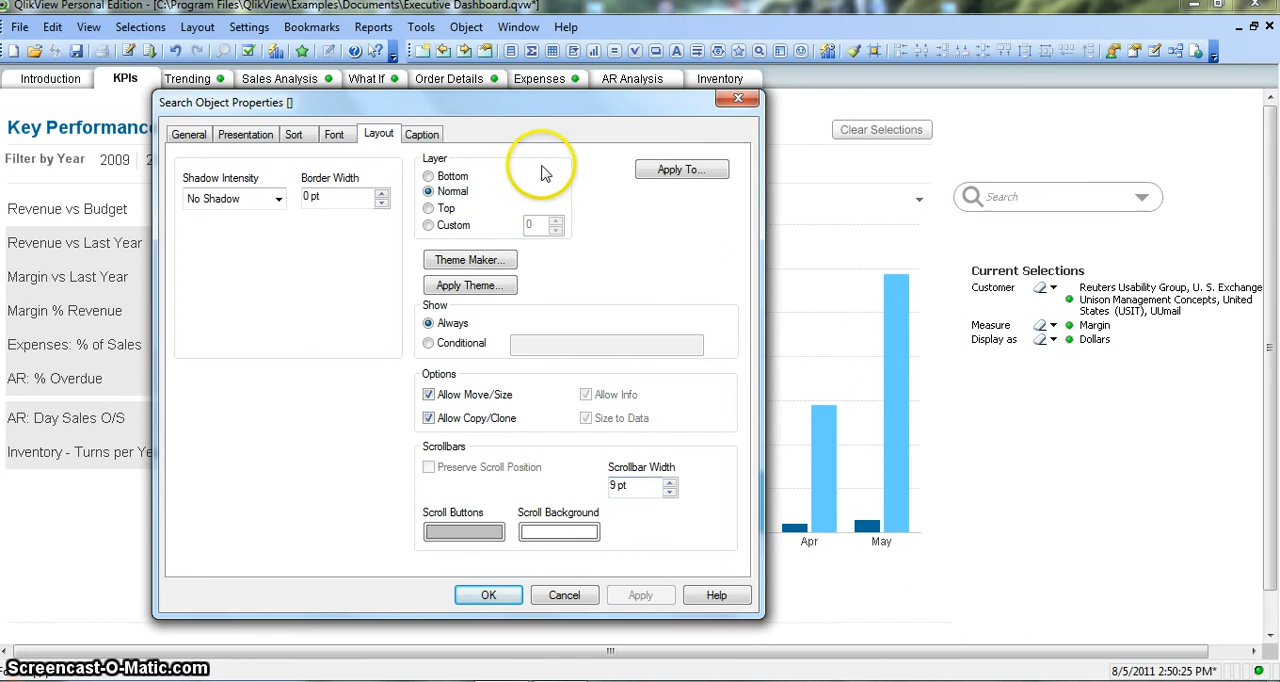 QlikView Personal Edition - [C:\Program Files\QlikView\Examples\Documents\Executive Dashboard.qvw*]
File Edit View Selections Layout Settings Bookmarks Reports Tools Object Window Help
Introduction KPIs Trending Sales Analysis What If Order Details Expenses AR Analysis Inventory
Search Object Properties []
General Presentation Sort Font Layout Caption
Key Performanc
Filter by Year 2009 2
Revenue vs Budget
Revenue vs Last Year
Margin vs Last Year
Margin % Revenue
Expenses: % of Sales
AR: % Overdue
AR: Day Sales O/S
Inventory - Turns per Ye
Shadow Intensity
No Shadow
Border Width
0 pt
Layer
Bottom
Normal
Top
Custom 0
Apply To...
Theme Maker...
Apply Theme...
Show
Always
Conditional
Options
Allow Move/Size Allow Info
Allow Copy/Clone Size to Data
Scrollbars
Preserve Scroll Position
Scrollbar Width
9 pt
Scroll Buttons Scroll Background
OK Cancel Apply Help
Clear Selections
Search
Current Selections
Customer Reuters Usability Group, U. S. Exchange
Unison Management Concepts, United
States (USIT), UUmail
Measure Margin
Display as Dollars
Apr May
Screencast-O-Matic.com
8/5/2011 2:50:25 PM*